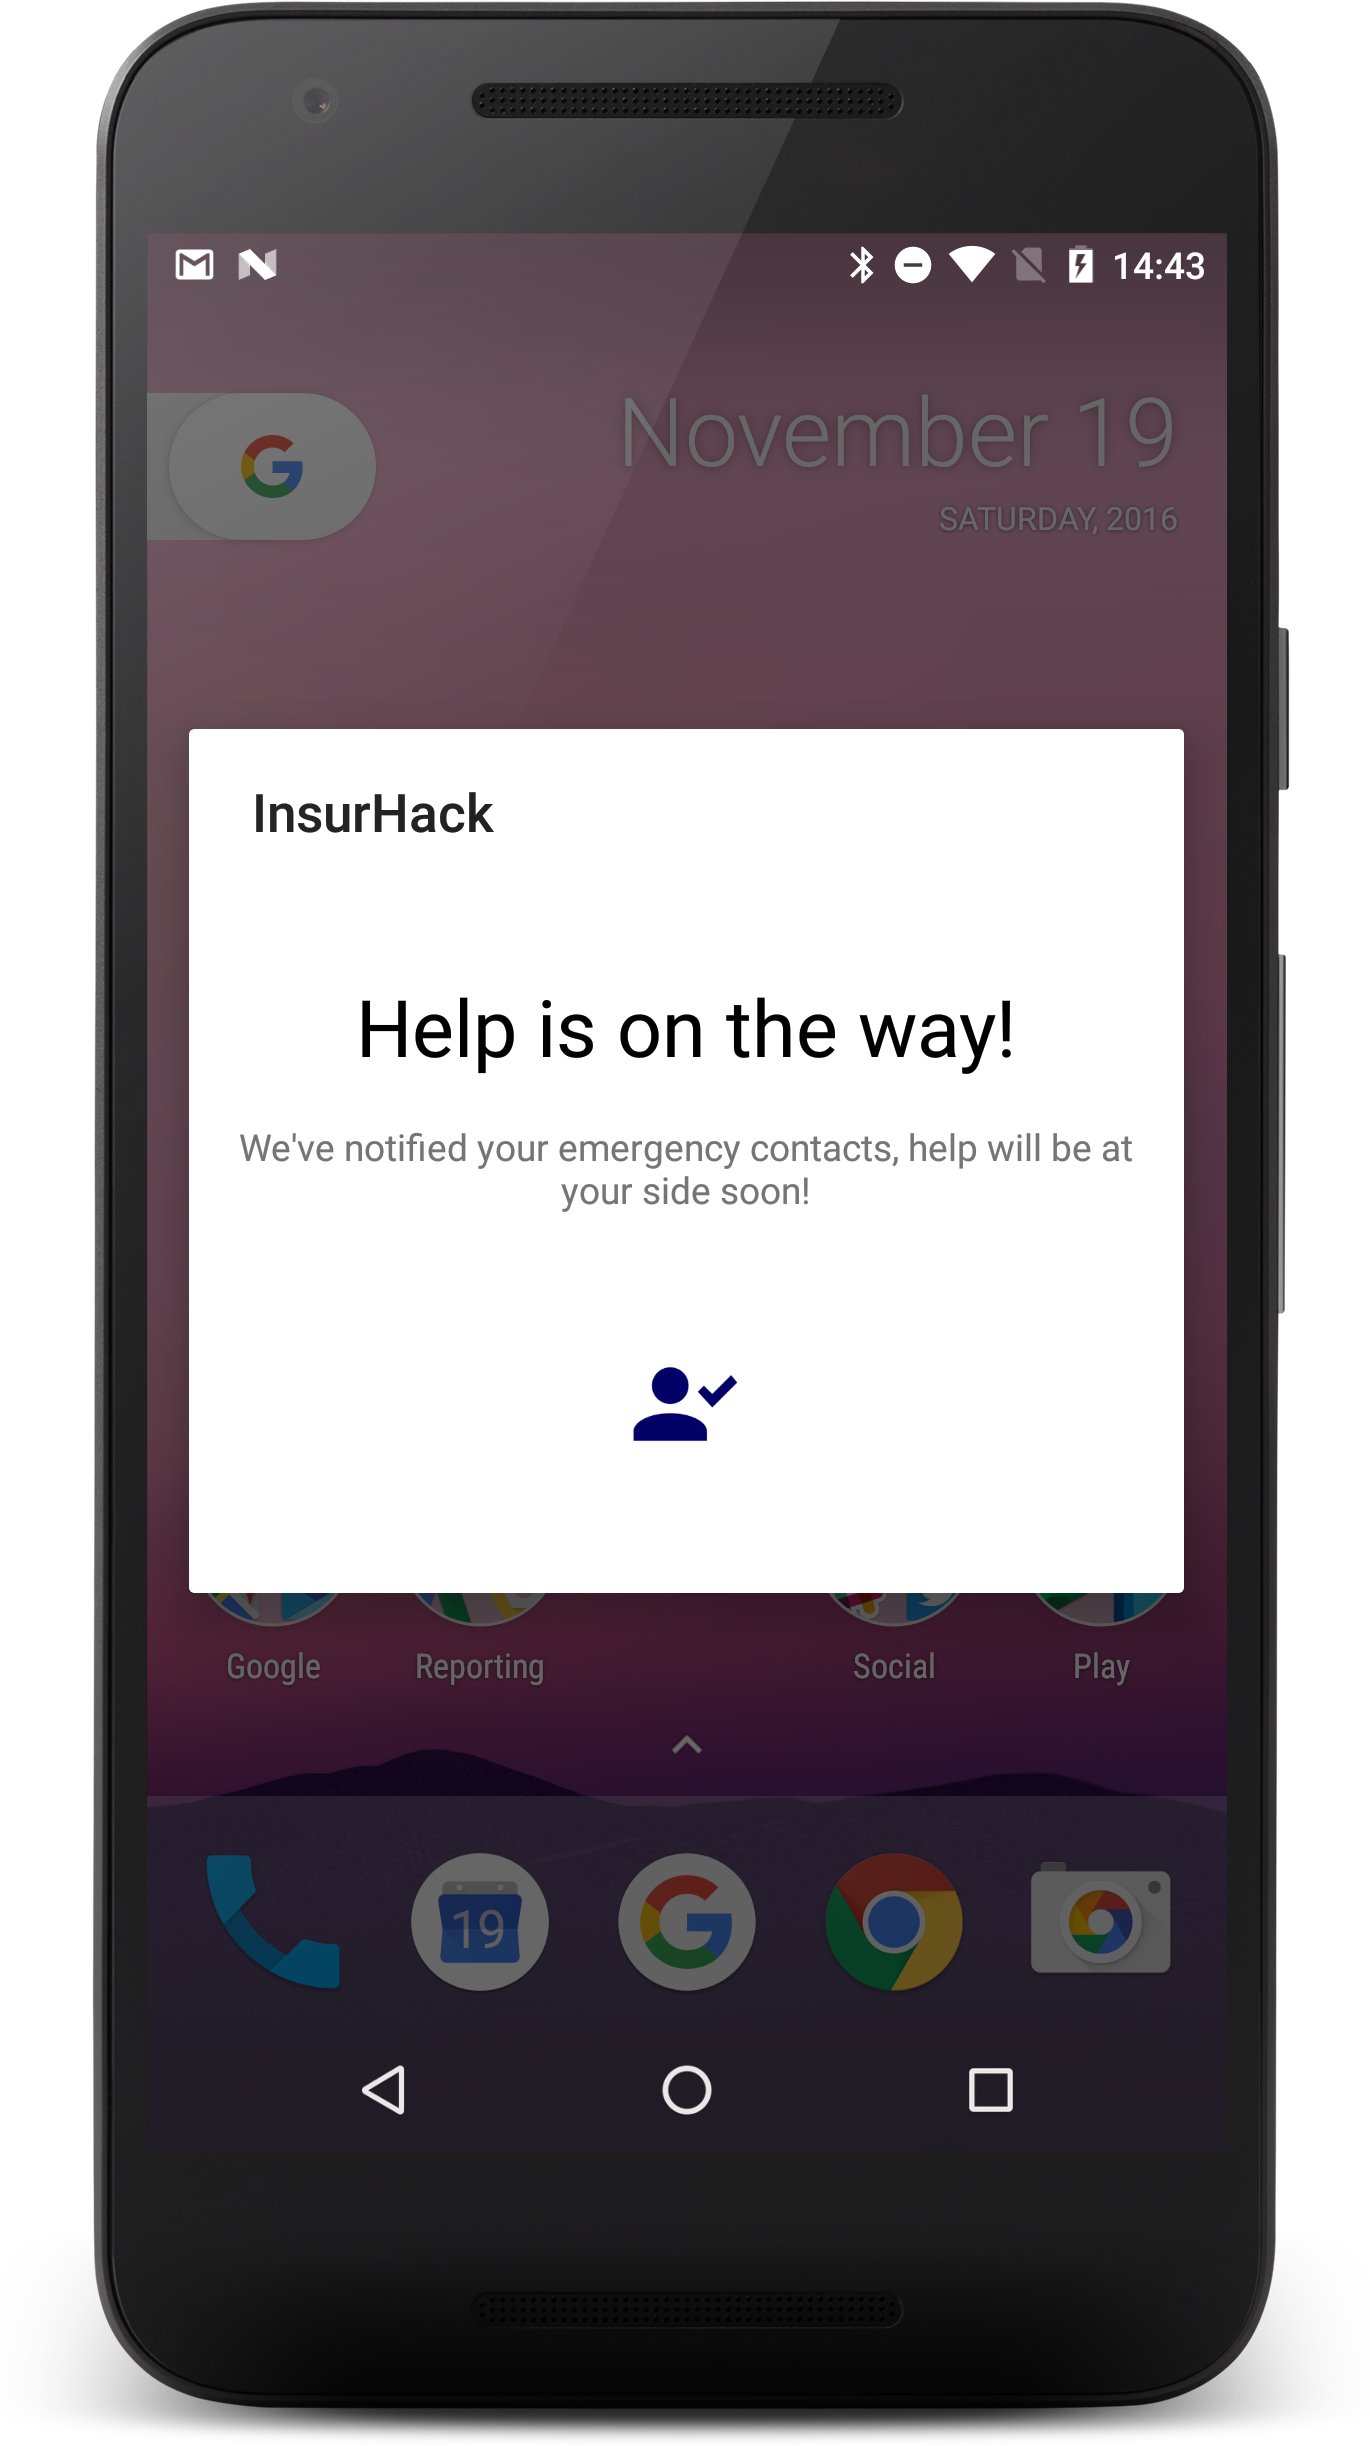 14:43
November 19
SATURDAY, 2016
InsurHack
Help is on the way!
We've notified your emergency contacts, help will be at
your side soon!
Google
Reporting
Social
Play
19